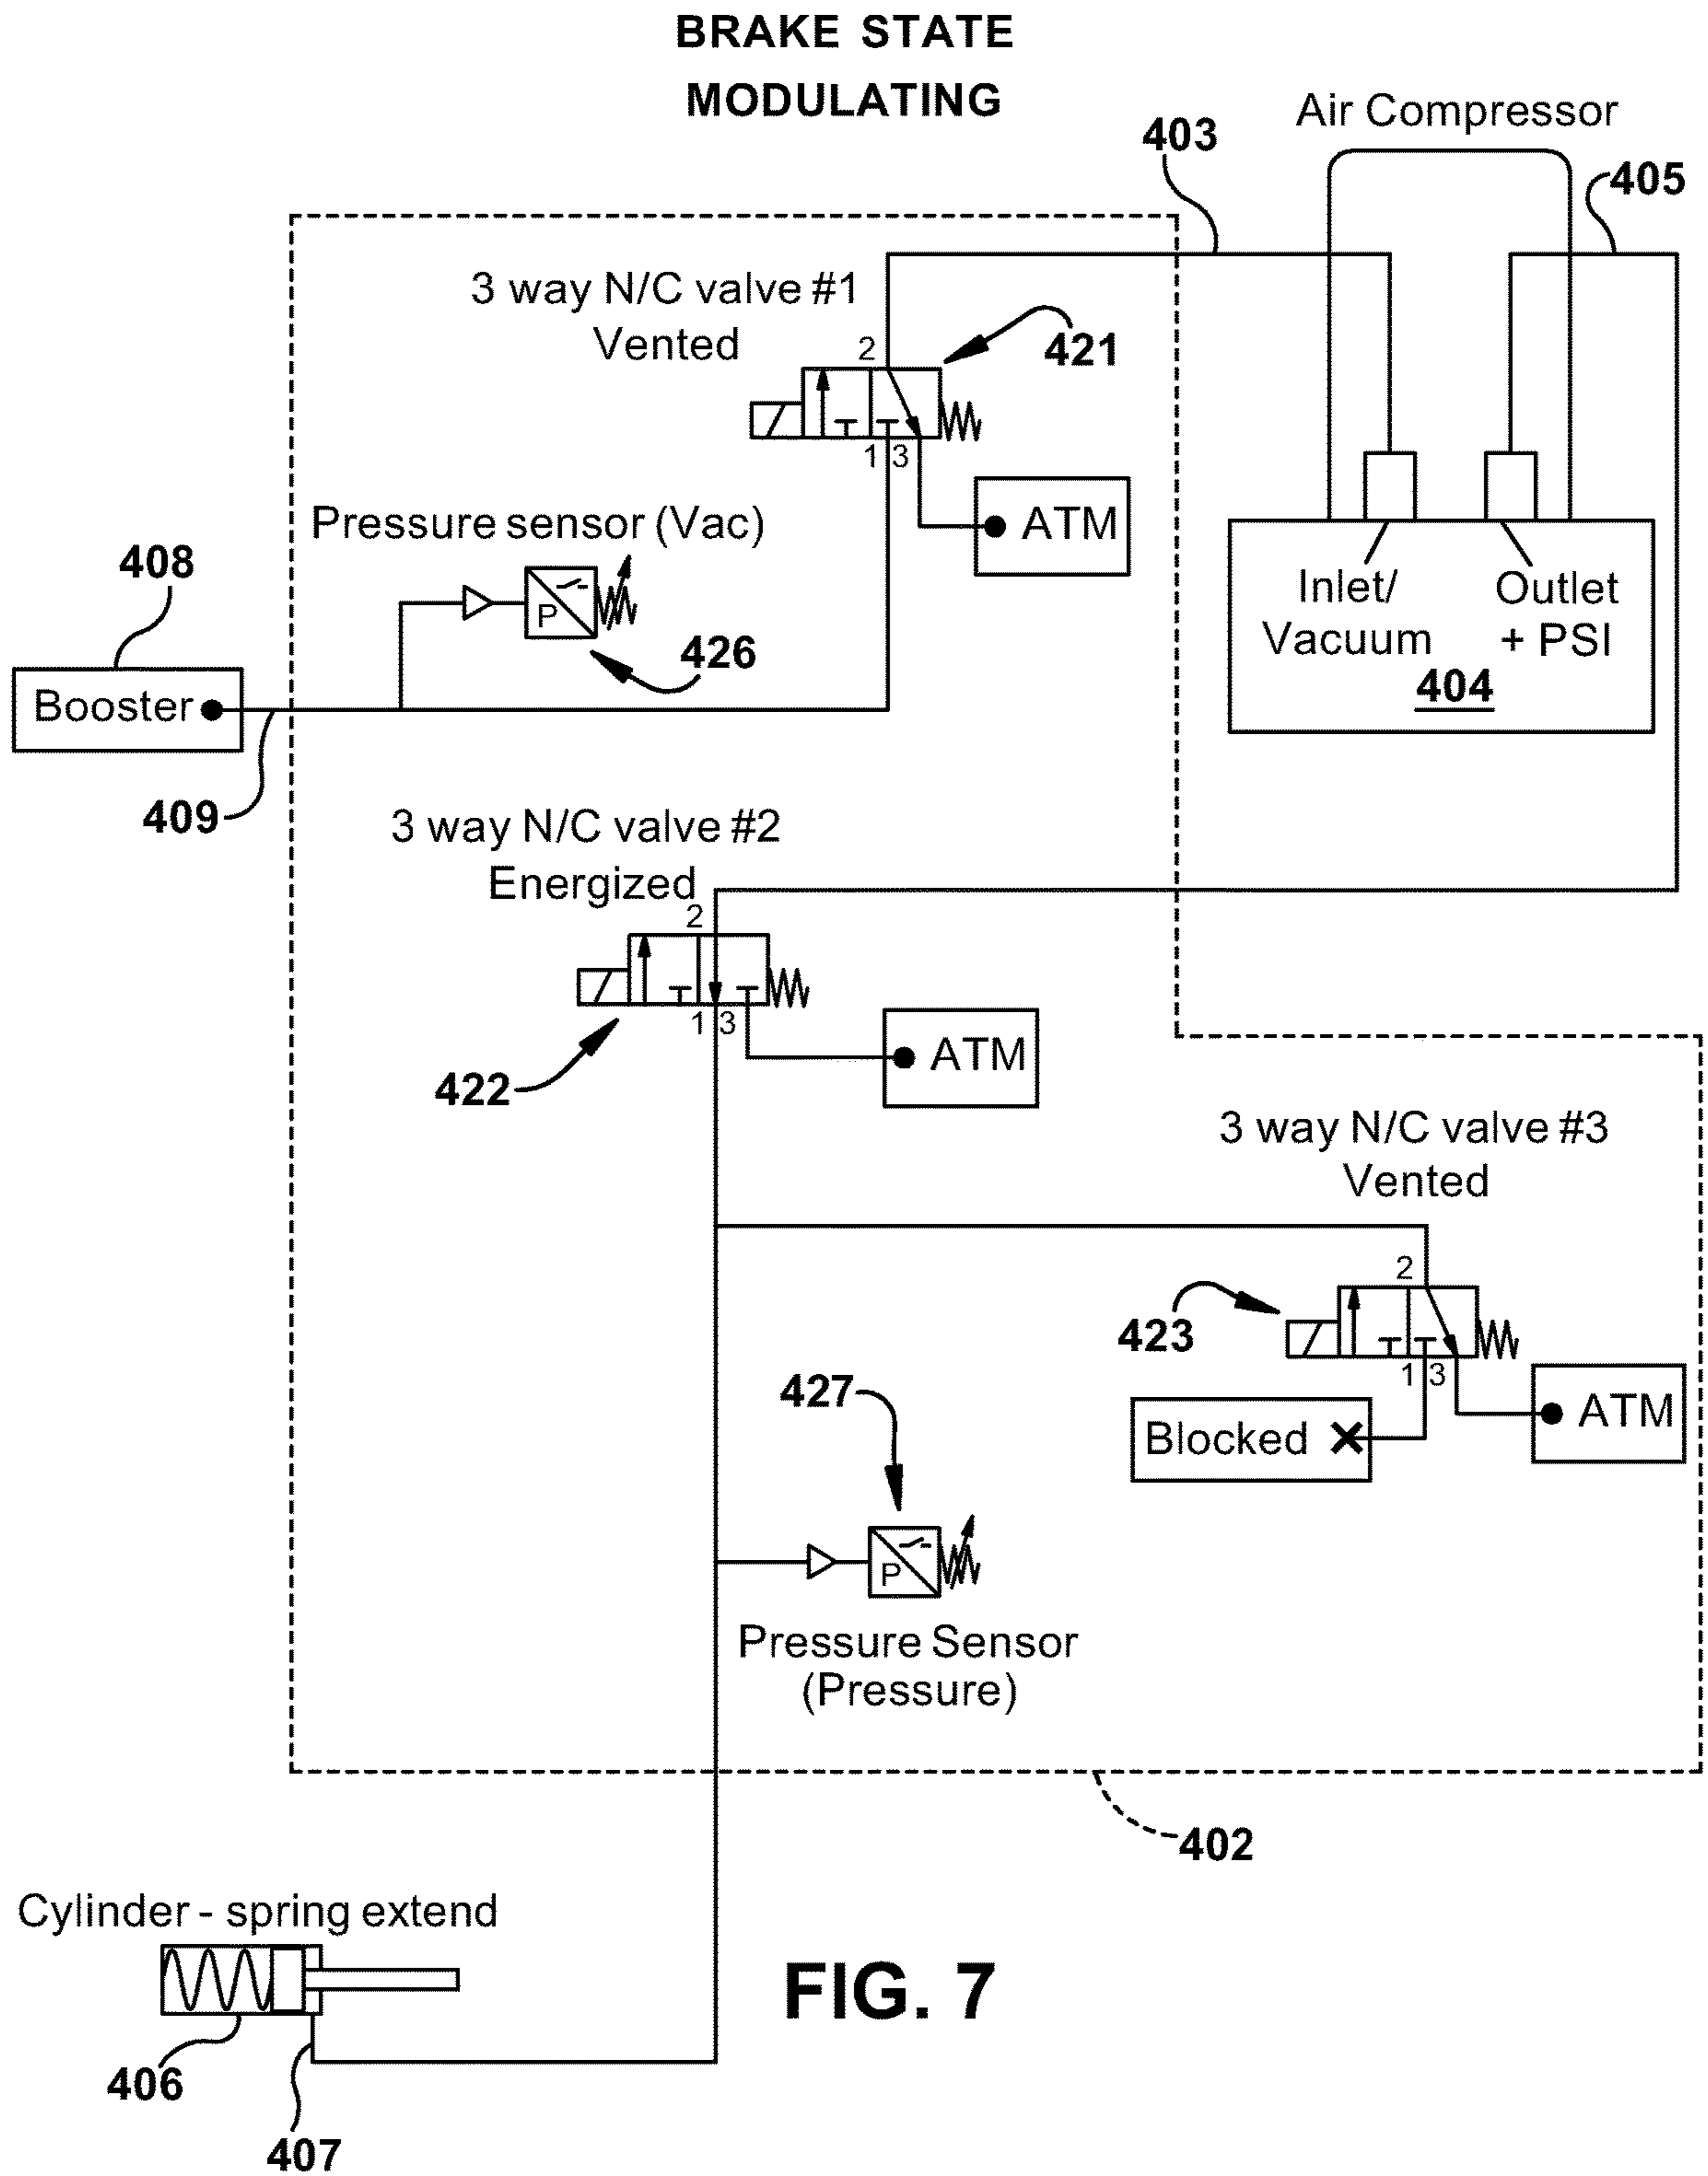 BRAKE STATE
MODULATING
Air Compressor
403
405
3 way N/C valve #1
Vented
2
421
1 3
ATM
Pressure sensor (Vac)
P
426
408
Booster
409
Inlet/
Vacuum
Outlet
+ PSI
404
3 way N/C valve #2
Energized
2
1 3
422
ATM
3 way N/C valve #3
Vented
2
423
1 3
Blocked
ATM
427
P
Pressure Sensor
(Pressure)
402
Cylinder - spring extend
406
407
FIG. 7